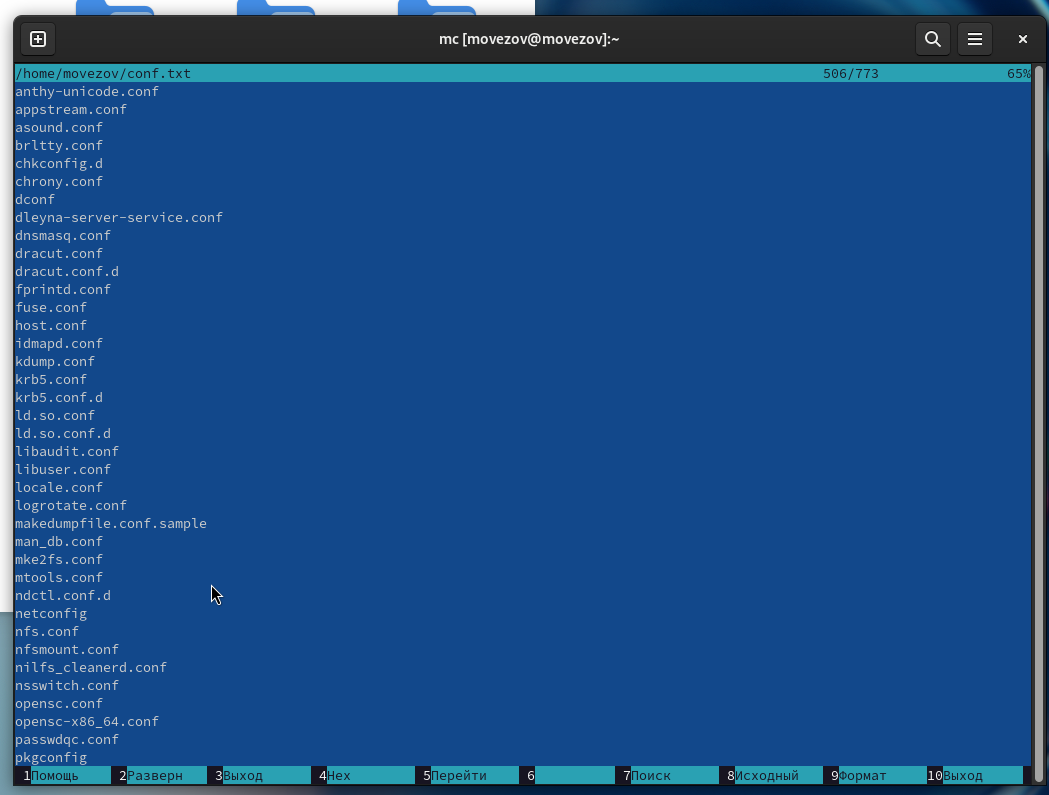 mc [movezov@movezov]:~
/home/movezov/conf.txt 506/773 65%
anthy-unicode.conf
appstream.conf
asound.conf
brltty.conf
chkconfig.d
chrony.conf
dconf
dleyna-server-service.conf
dnsmasq.conf
dracut.conf
dracut.conf.d
fprintd.conf
fuse.conf
host.conf
idmapd.conf
kdump.conf
krb5.conf
krb5.conf.d
ld.so.conf
ld.so.conf.d
libaudit.conf
libuser.conf
locale.conf
logrotate.conf
makedumpfile.conf.sample
man_db.conf
mke2fs.conf
mtools.conf
ndctl.conf.d
netconfig
nfs.conf
nfsmount.conf
nilfs_cleanerd.conf
nsswitch.conf
opensc.conf
opensc-x86_64.conf
passwdqc.conf
pkgconfig
1Помощь 2Разверн 3Выход 4Hex 5Перейти 6 7Поиск 8Исходный 9Формат 10Выход